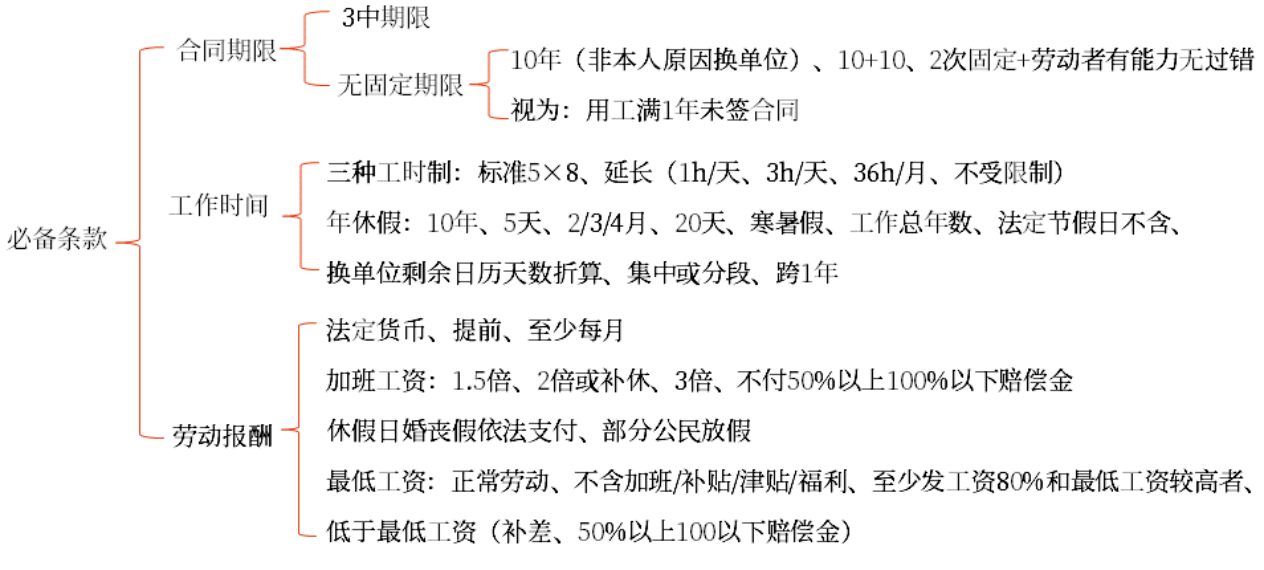 3中期限
合同期限
10年（非本人原因换单位）、10+10、2次固定+劳动者有能力无过错
无固定期限
视为：用工满1年未签合同
三种工时制：标准5×8、延长（1h/天、3h/天、36h/月、不受限制）
工作时间
年休假：10年、5天、2/3/4月、20天、寒暑假、工作总年数、法定节假日不含、
必备条款
换单位剩余日历天数折算、集中或分段、跨1年
法定货币、提前、至少每月
加班工资：1.5倍、2倍或补休、3倍、不付50%以上100%以下赔偿金
劳动报酬
休假日婚丧假依法支付、部分公民放假
最低工资：正常劳动、不含加班/补贴/津贴/福利、至少发工资80%和最低工资较高者、
低于最低工资（补差、50%以上100以下赔偿金）